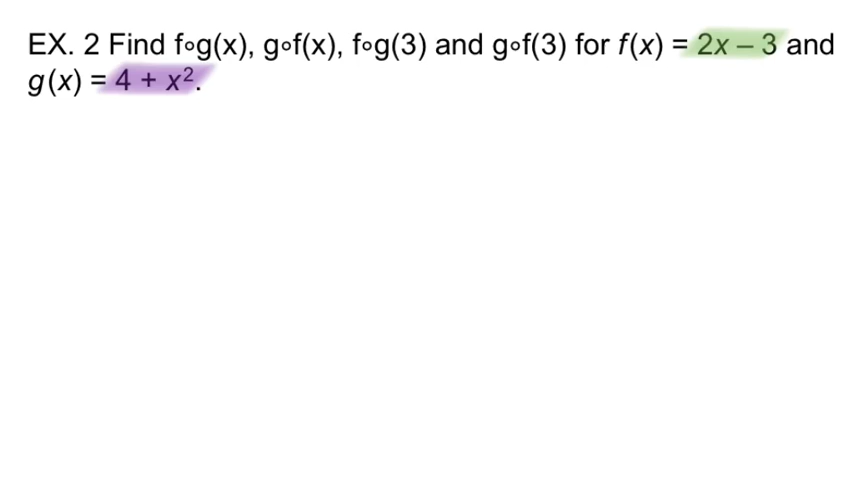 EX. 2 Find f∘g(x), g∘f(x), f∘g(3) and g∘f(3) for f(x) = 2x – 3 and
g(x) = 4 + x².